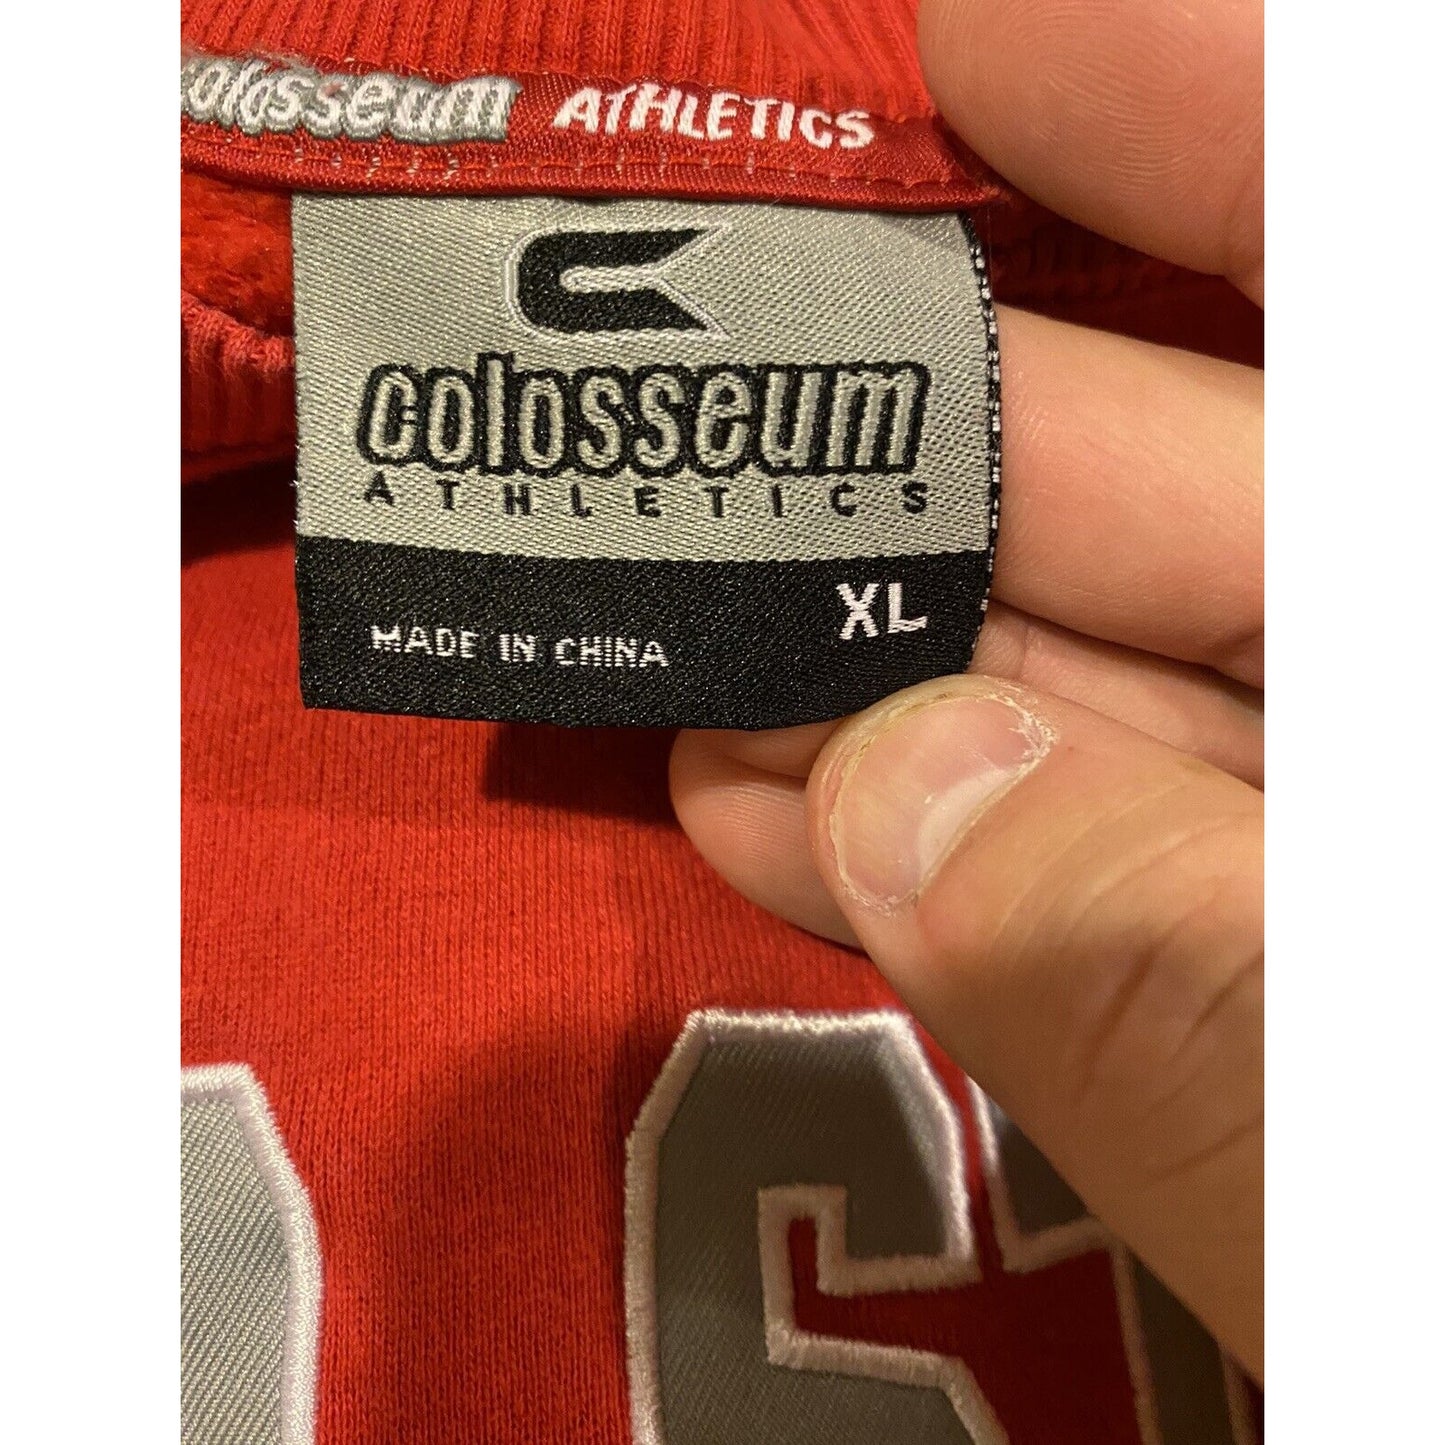 colosseum ATHLETICS
colosseum
ATHLETICS
XL
MADE IN CHINA